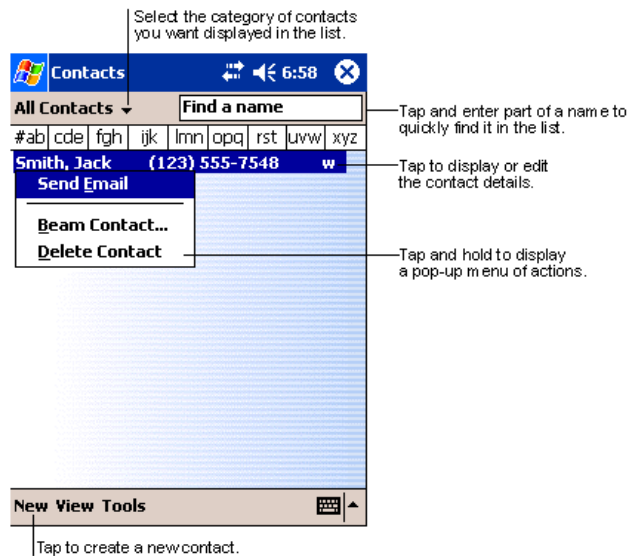 Select the category of contacts
you want displayed in the list.
Contacts 6:58
All Contacts Find a name
#ab cde fgh ijk lmn opq rst uvw xyz
Tap and enter part of a name to
quickly find it in the list.
Smith, Jack (123) 555-7548 w
Tap to display or edit
the contact details.
Send Email
Beam Contact...
Delete Contact
Tap and hold to display
a pop-up menu of actions.
New View Tools
Tap to create a new contact.